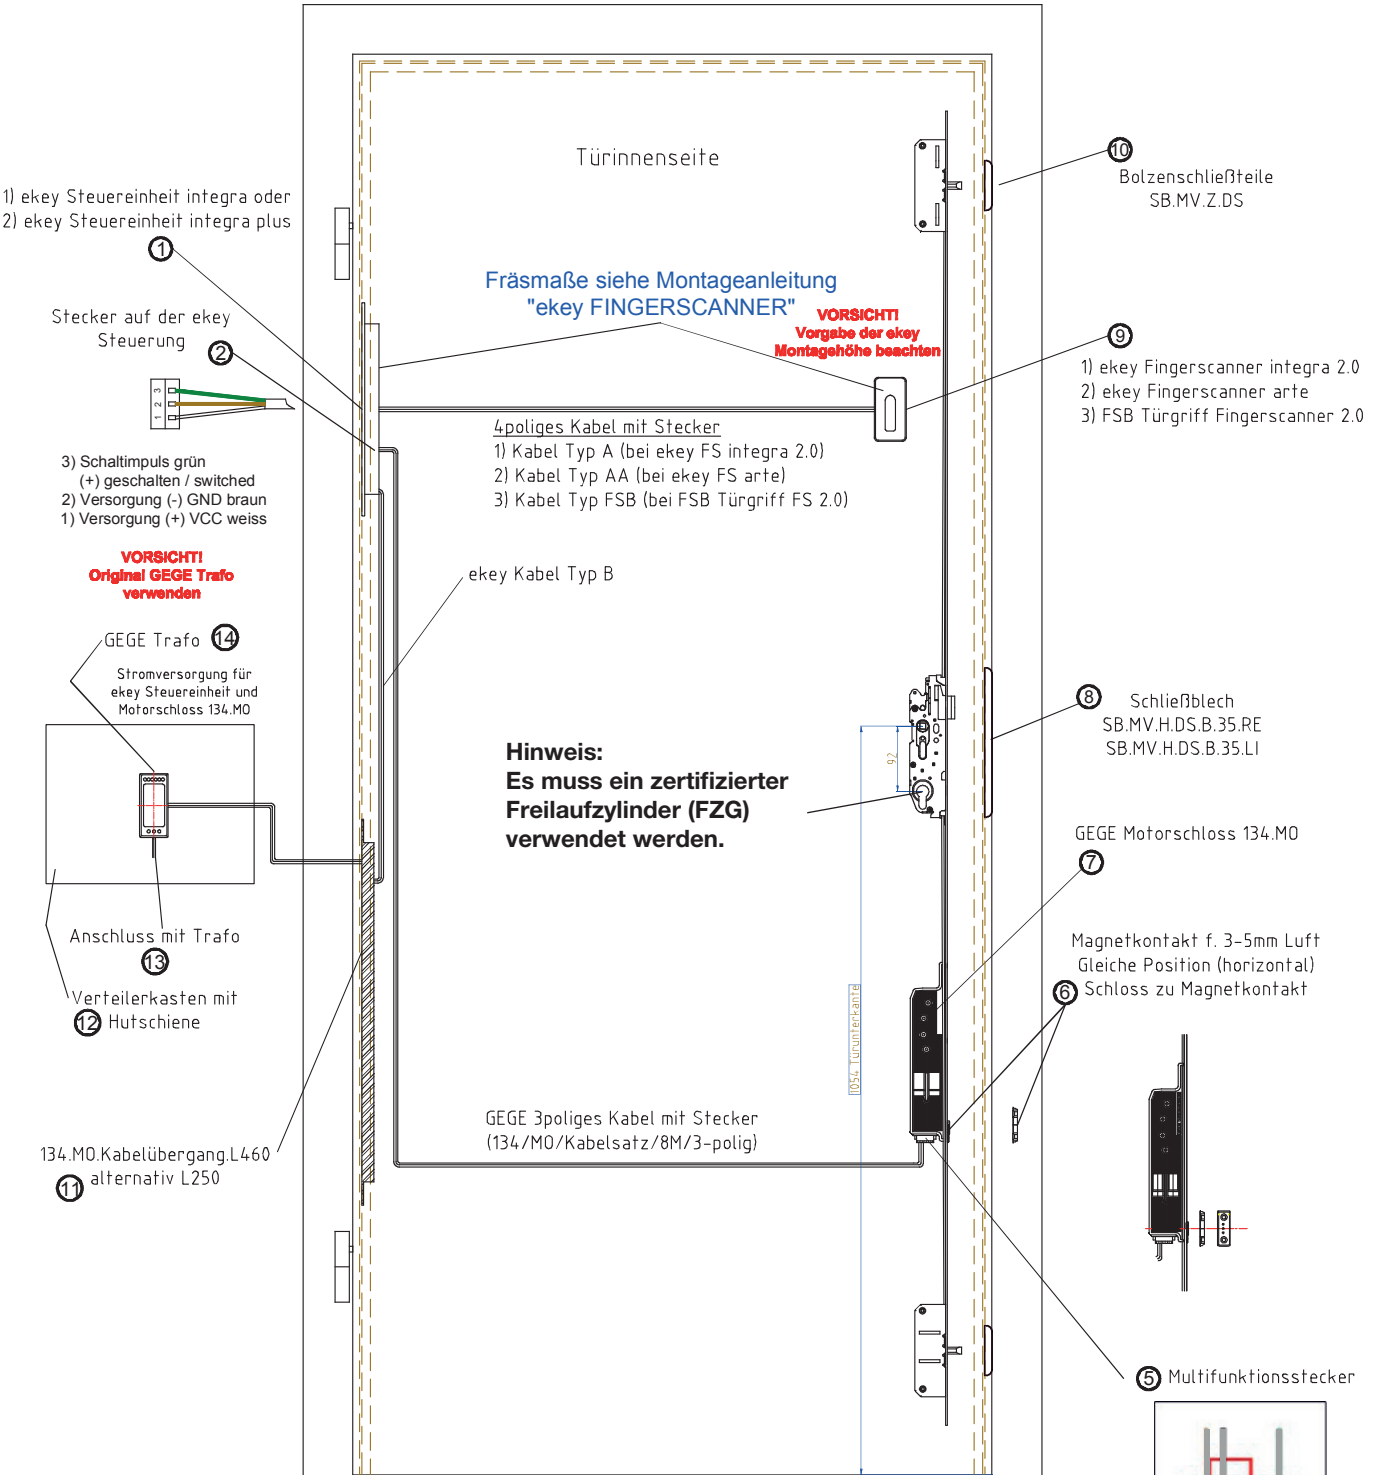 Türinnenseite
10
Bolzenschließteile
SB.MV.Z.DS
1) ekey Steuereinheit integra oder
2) ekey Steuereinheit integra plus
1
Fräsmaße siehe Montageanleitung
"ekey FINGERSCANNER"
VORSICHT!
Vorgabe der ekey
Montagehöhe beachten
Stecker auf der ekey
Steuerung
2
9
1) ekey Fingerscanner integra 2.0
2) ekey Fingerscanner arte
3) FSB Türgriff Fingerscanner 2.0
3
2
1
4poliges Kabel mit Stecker
1) Kabel Typ A (bei ekey FS integra 2.0)
2) Kabel Typ AA (bei ekey FS arte)
3) Kabel Typ FSB (bei FSB Türgriff FS 2.0)
3) Schaltimpuls grün
(+) geschalten / switched
2) Versorgung (-) GND braun
1) Versorgung (+) VCC weiss
VORSICHT!
Original GEGE Trafo
verwenden
ekey Kabel Typ B
GEGE Trafo 14
Stromversorgung für
ekey Steuereinheit und
Motorschloss 134.MO
8
Schließblech
SB.MV.H.DS.B.35.RE
SB.MV.H.DS.B.35.LI
92
Hinweis:
Es muss ein zertifizierter
Freilaufzylinder (FZG)
verwendet werden.
GEGE Motorschloss 134.MO
7
Anschluss mit Trafo
13
Verteilerkasten mit
12 Hutschiene
Magnetkontakt f. 3-5mm Luft
Gleiche Position (horizontal)
6 Schloss zu Magnetkontakt
1054 Türunterkante
GEGE 3poliges Kabel mit Stecker
(134/MO/Kabelsatz/8M/3-polig)
134.MO.Kabelübergang.L460
11 alternativ L250
5 Multifunktionsstecker